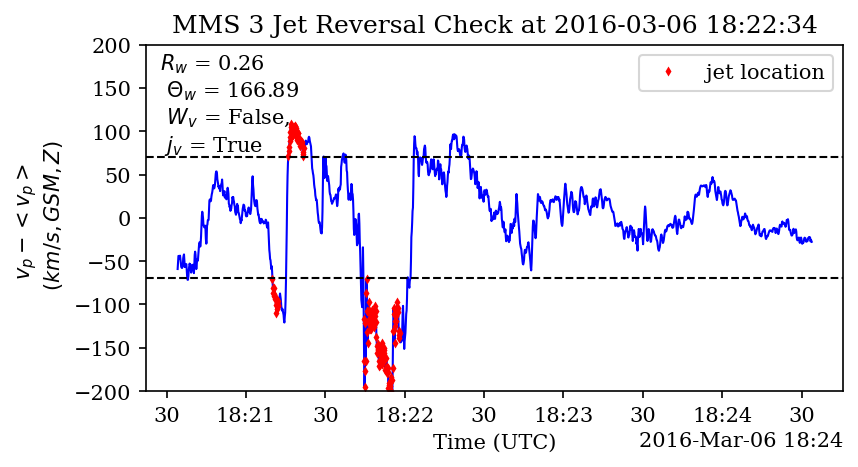 MMS 3 Jet Reversal Check at 2016-03-06 18:22:34
R_w = 0.26
Θ_w = 166.89
W_v = False,
j_v = True
jet location
v_p − < v_p >
(km/s, GSM, Z)
200
150
100
50
0
−50
−100
−150
−200
30 18:21 30 18:22 30 18:23 30 18:24 30
Time (UTC)
2016-Mar-06 18:24